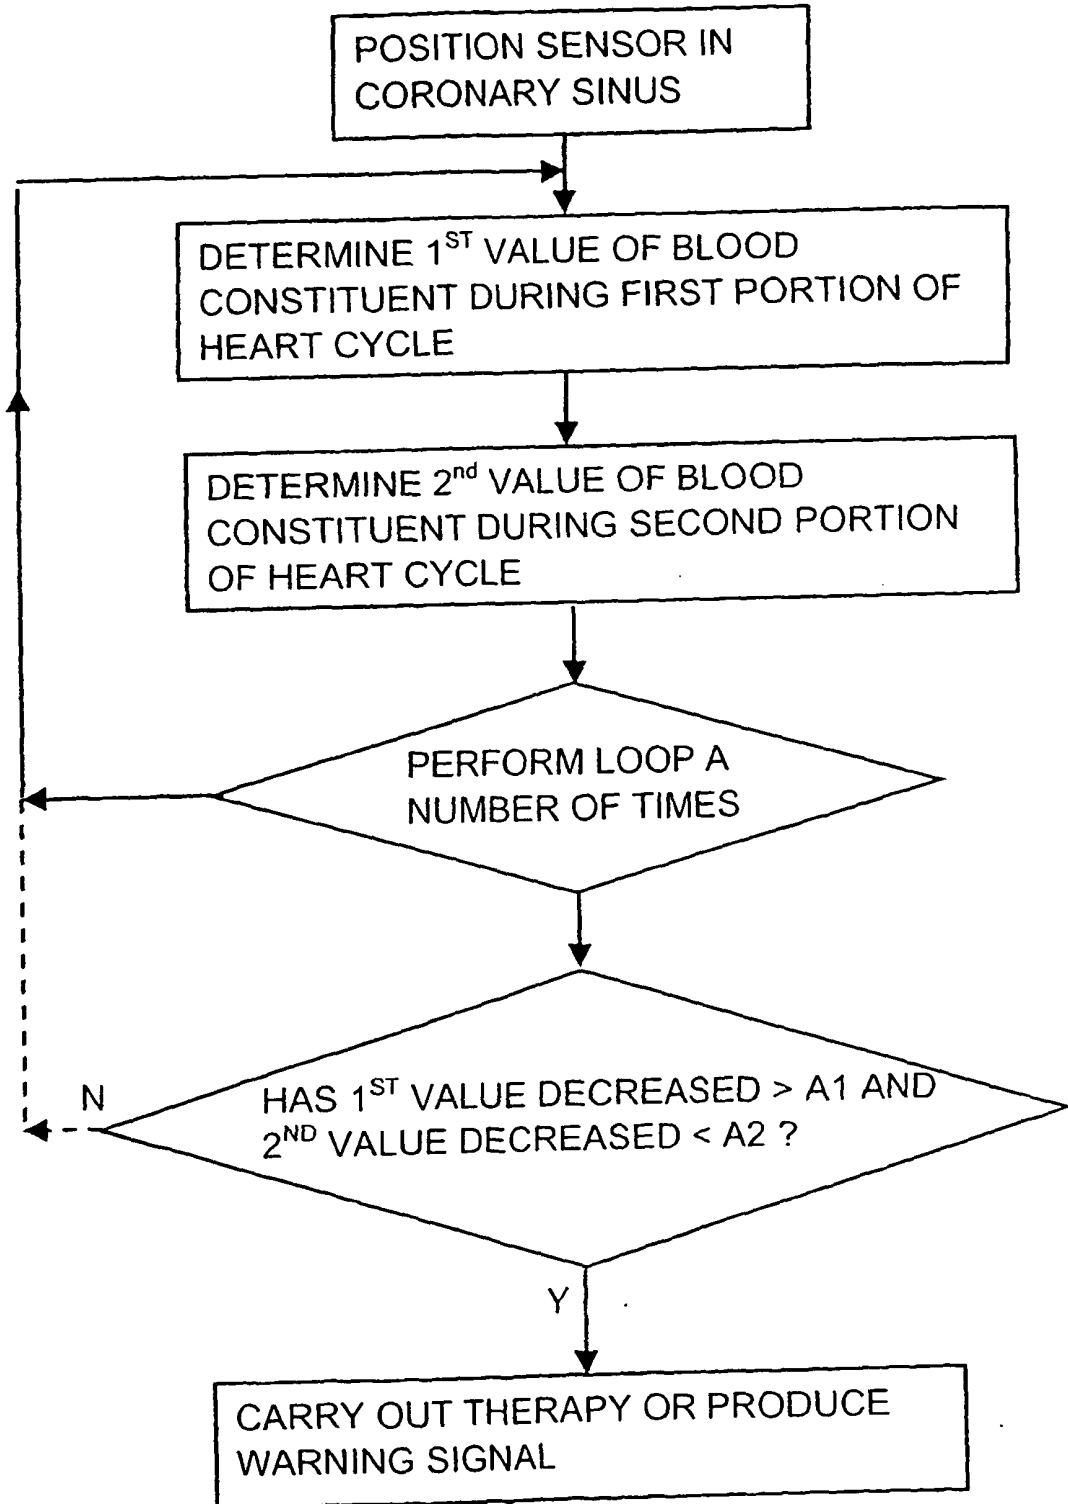 POSITION SENSOR IN
CORONARY SINUS
DETERMINE 1ST VALUE OF BLOOD
CONSTITUENT DURING FIRST PORTION OF
HEART CYCLE
DETERMINE 2nd VALUE OF BLOOD
CONSTITUENT DURING SECOND PORTION
OF HEART CYCLE
PERFORM LOOP A
NUMBER OF TIMES
N
HAS 1ST VALUE DECREASED > A1 AND
2ND VALUE DECREASED < A2 ?
Y
CARRY OUT THERAPY OR PRODUCE
WARNING SIGNAL